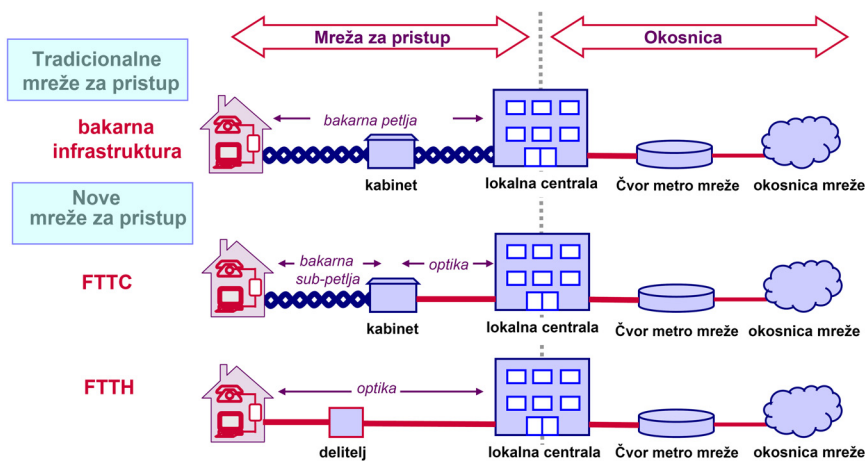 Mreža za pristup
Okosnica
Tradicionalne
mreže za pristup
bakarna
infrastruktura
bakarna petlja
kabinet
lokalna centrala
Čvor metro mreže
okosnica mreže
Nove
mreže za pristup
FTTC
bakarna
sub-petlja
optika
kabinet
lokalna centrala
Čvor metro mreže
okosnica mreže
FTTH
optika
delitelj
lokalna centrala
Čvor metro mreže
okosnica mreže